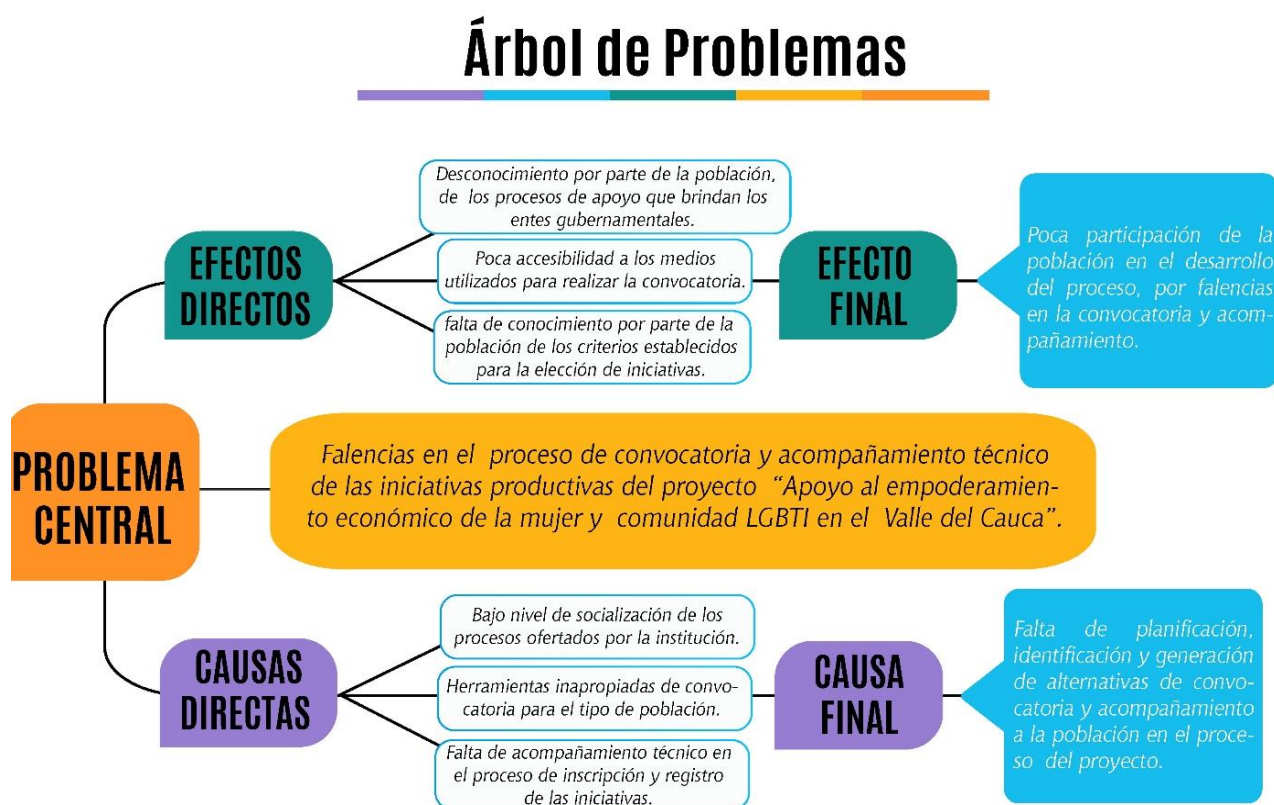 Árbol de Problemas
EFECTOS
DIRECTOS
Desconocimiento por parte de la población,
de los procesos de apoyo que brindan los
entes gubernamentales.
Poca accesibilidad a los medios
utilizados para realizar la convocatoria.
falta de conocimiento por parte de la
población de los criterios establecidos
para la elección de iniciativas.
EFECTO
FINAL
Poca participación de la
población en el desarrollo
del proceso, por falencias
en la convocatoria y acom-
pañamiento.
PROBLEMA
CENTRAL
Falencias en el proceso de convocatoria y acompañamiento técnico
de las iniciativas productivas del proyecto “Apoyo al empoderamien-
to económico de la mujer y comunidad LGBTI en el Valle del Cauca”.
CAUSAS
DIRECTAS
Bajo nivel de socialización de los
procesos ofertados por la institución.
Herramientas inapropiadas de convo-
catoria para el tipo de población.
Falta de acompañamiento técnico en
el proceso de inscripción y registro
de las iniciativas.
CAUSA
FINAL
Falta de planificación,
identificación y generación
de alternativas de convo-
catoria y acompañamiento
a la población en el proce-
so del proyecto.